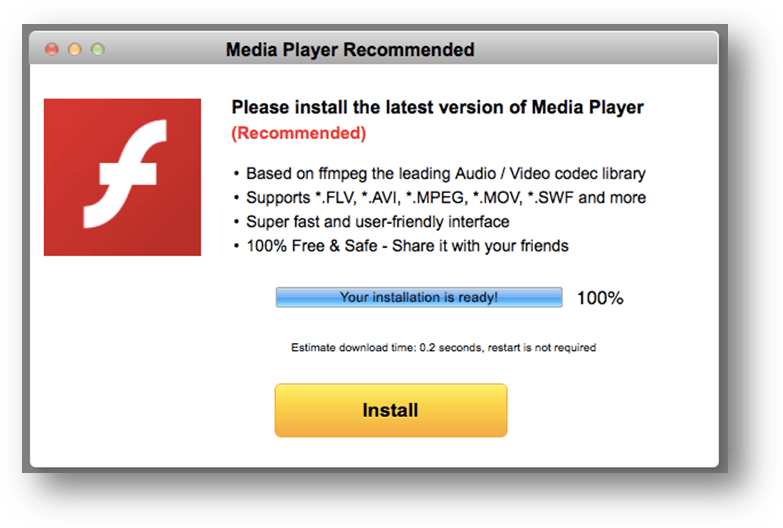 Media Player Recommended
Please install the latest version of Media Player
(Recommended)
• Based on ffmpeg the leading Audio / Video codec library
• Supports *.FLV, *.AVI, *.MPEG, *.MOV, *.SWF and more
• Super fast and user-friendly interface
• 100% Free & Safe - Share it with your friends
Your installation is ready! 100%
Estimate download time: 0.2 seconds, restart is not required
Install